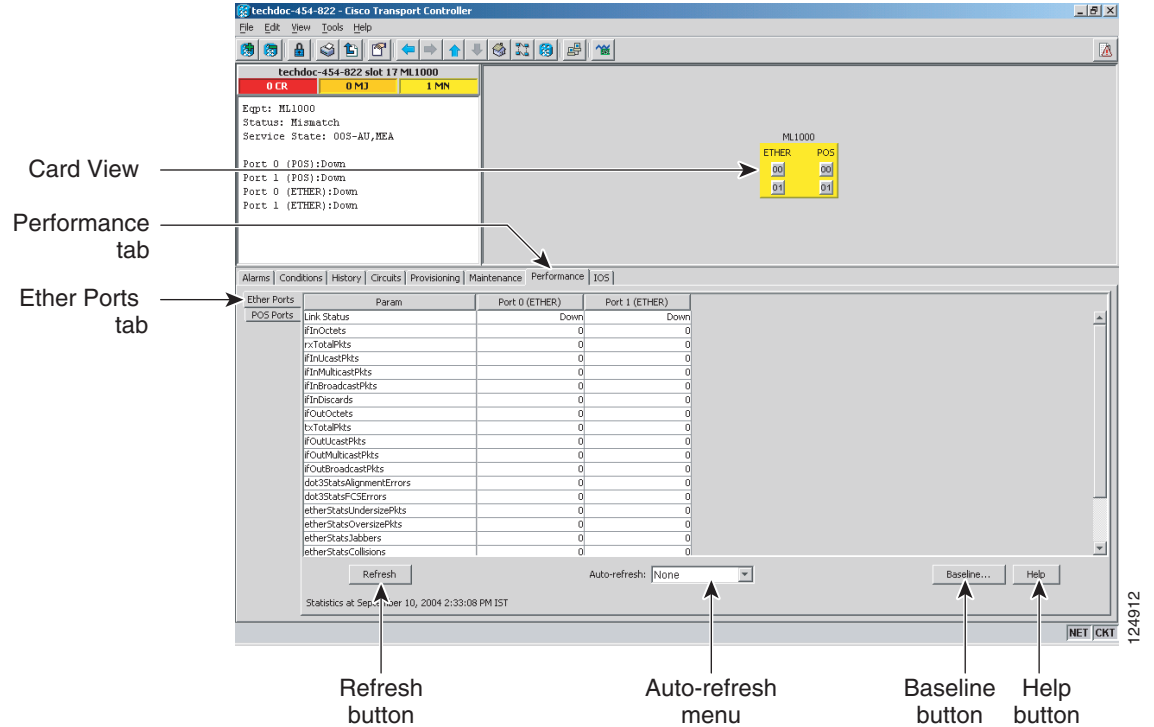 techdoc-454-822 - Cisco Transport Controller
File Edit View Tools Help
techdoc-454-822 slot 17 ML1000
0 CR 0 MJ 1 MN
Eqpt: ML1000
Status: Mismatch
Service State: OOS-AU,MEA
Port 0 (POS):Down
Port 1 (POS):Down
Port 0 (ETHER):Down
Port 1 (ETHER):Down
ML1000
ETHER POS
00 00
01 01
Card View
Performance
tab
Ether Ports
tab
Alarms Conditions History Circuits Provisioning Maintenance Performance IOS
Ether Ports
POS Ports
Param Port 0 (ETHER) Port 1 (ETHER)
Link Status Down Down
ifInOctets 0 0
rxTotalPkts 0 0
ifInUcastPkts 0 0
ifInMulticastPkts 0 0
ifInBroadcastPkts 0 0
ifInDiscards 0 0
ifOutOctets 0 0
txTotalPkts 0 0
ifOutUcastPkts 0 0
ifOutMulticastPkts 0 0
ifOutBroadcastPkts 0 0
dot3StatsAlignmentErrors 0 0
dot3StatsFCSErrors 0 0
etherStatsUndersizePkts 0 0
etherStatsOversizePkts 0 0
etherStatsJabbers 0 0
etherStatsCollisions 0 0
Refresh Auto-refresh: None Baseline... Help
Statistics at September 10, 2004 2:33:08 PM IST
NET CKT
124912
Refresh
button
Auto-refresh
menu
Baseline
button
Help
button